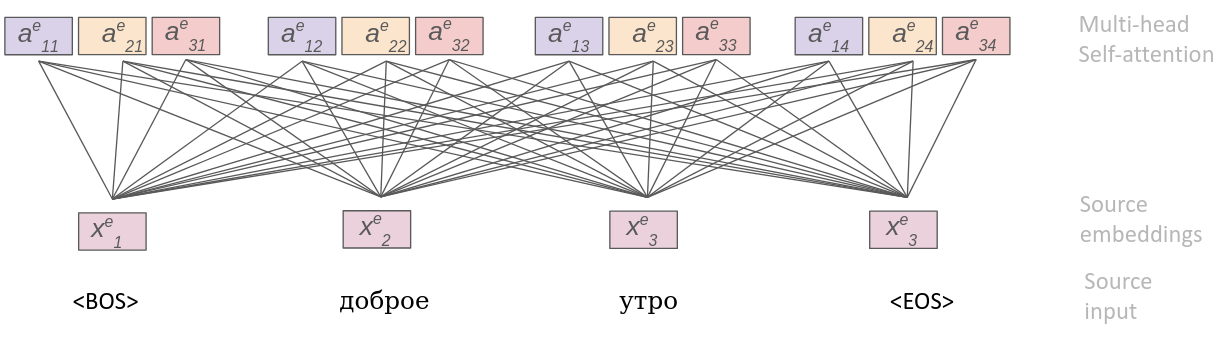 a^e_11 a^e_21 a^e_31 a^e_12 a^e_22 a^e_32 a^e_13 a^e_23 a^e_33 a^e_14 a^e_24 a^e_34
Multi-head
Self-attention
x^e_1 x^e_2 x^e_3 x^e_3
Source
embeddings
<BOS> доброе утро <EOS>
Source
input